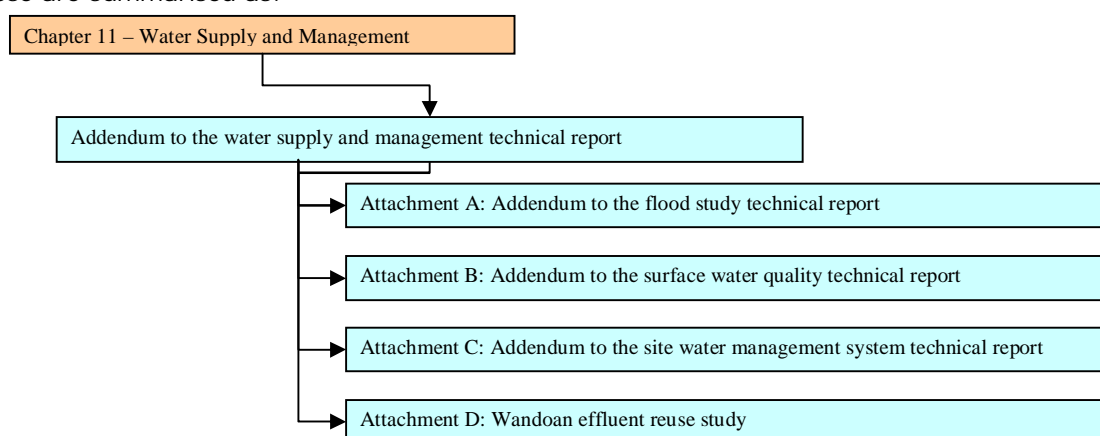 Chapter 11 – Water Supply and Management
Addendum to the water supply and management technical report
Attachment A: Addendum to the flood study technical report
Attachment B: Addendum to the surface water quality technical report
Attachment C: Addendum to the site water management system technical report
Attachment D: Wandoan effluent reuse study